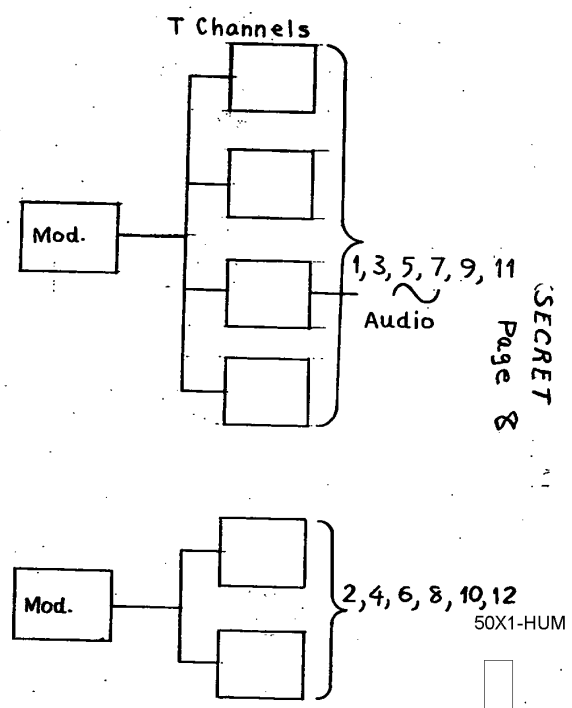 T Channels
Mod.
1, 3, 5, 7, 9, 11
Audio
SECRET
Page 8
Mod.
2, 4, 6, 8, 10, 12
50X1-HUM